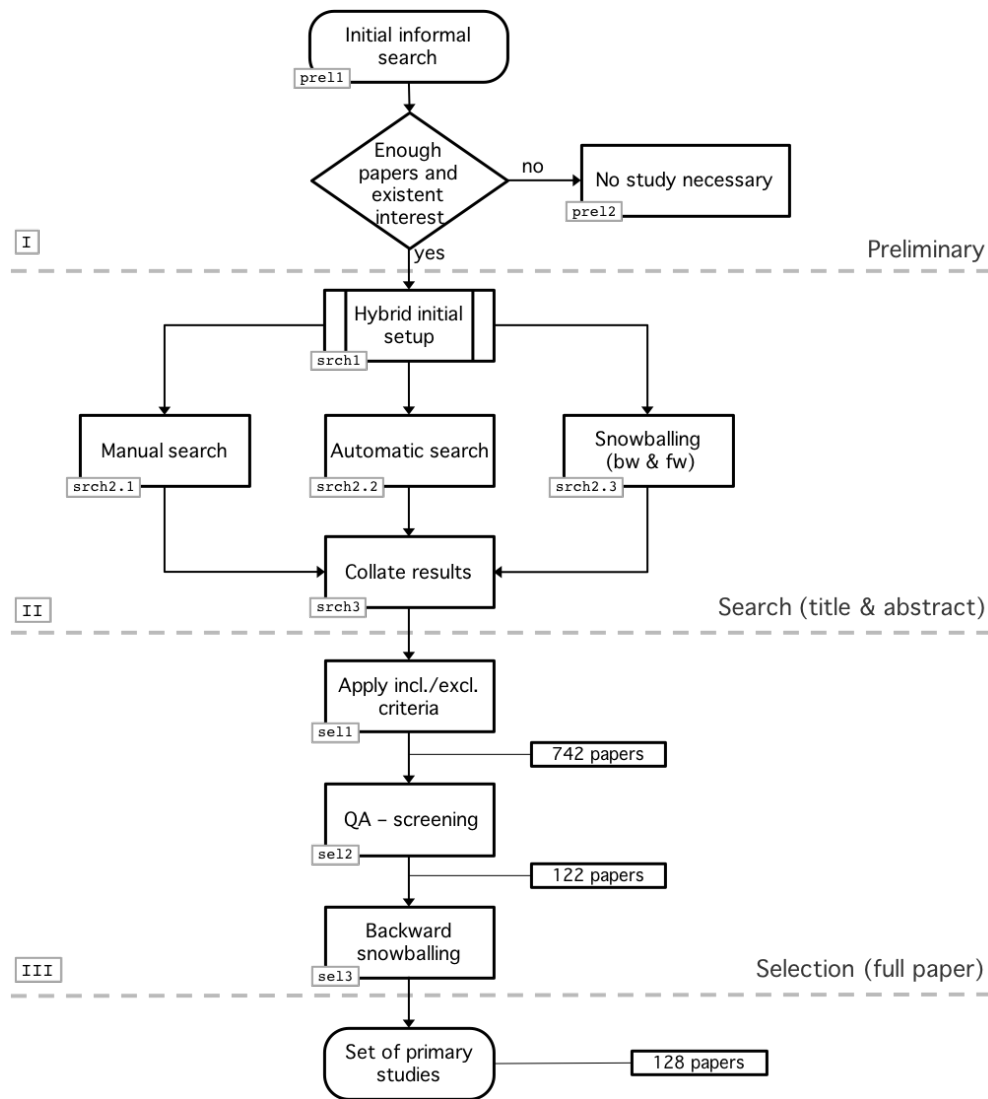 Initial informal
search
prel1
Enough
papers and
existent
interest
no
No study necessary
prel2
yes
I
Preliminary
Hybrid initial
setup
srch1
Manual search
srch2.1
Automatic search
srch2.2
Snowballing
(bw & fw)
srch2.3
Collate results
srch3
II
Search (title & abstract)
Apply incl./excl.
criteria
sel1
742 papers
QA – screening
sel2
122 papers
Backward
snowballing
sel3
III
Selection (full paper)
Set of primary
studies
128 papers